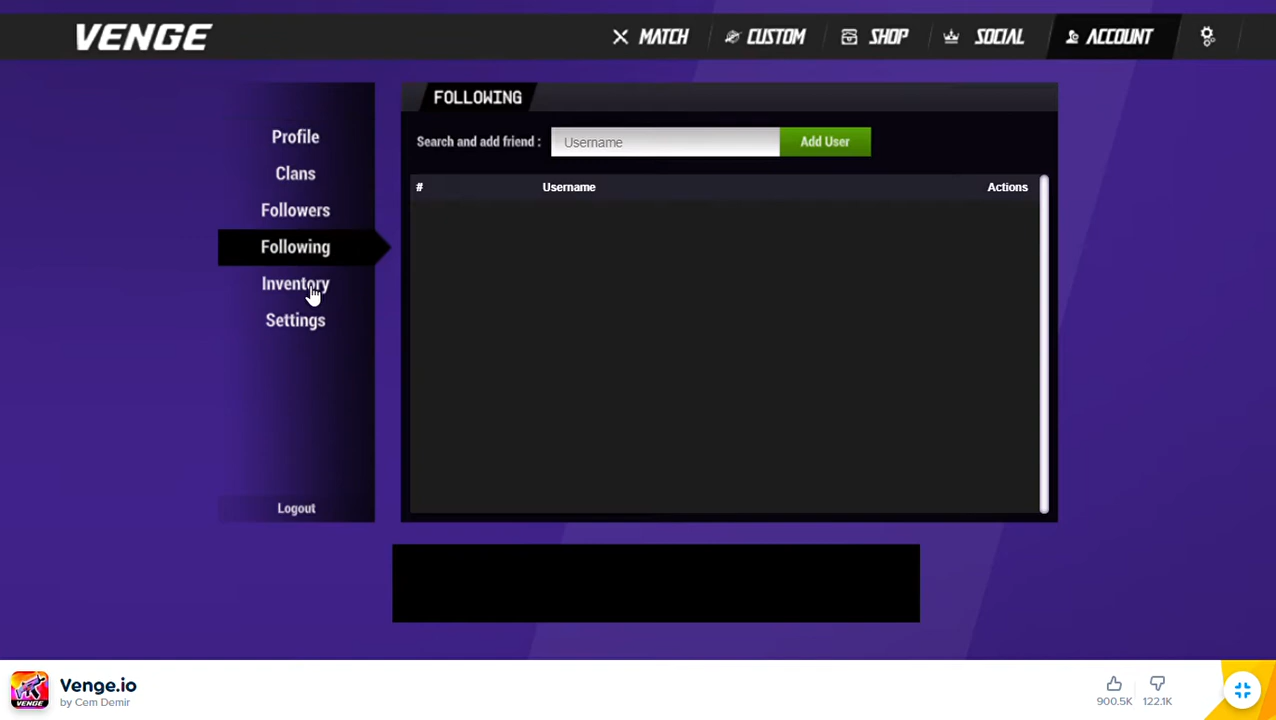 VENGE
MATCH
CUSTOM
SHOP
SOCIAL
ACCOUNT
Profile
Clans
Followers
Following
Inventory
Settings
Logout
FOLLOWING
Search and add friend :
Username
Add User
# Username Actions
VENGE
Venge.io
by Cem Demir
900.5K
122.1K